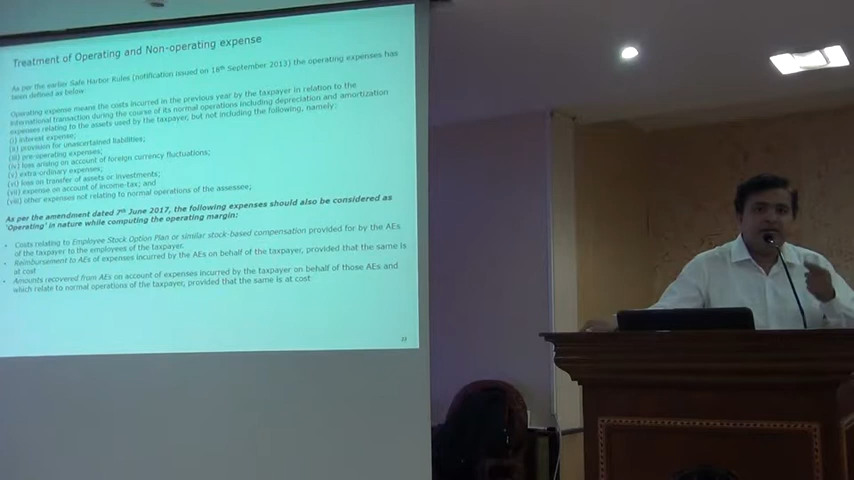 Treatment of Operating and Non-operating expense
As per the earlier Safe Harbor Rules (notification issued on 18th September 2013) the operating expenses has
been defined as below.
Operating expense means the costs incurred in the previous year by the taxpayer in relation to the
international transaction during the course of its normal operations including depreciation and amortization
expenses relating to the assets used by the taxpayer, but not including the following, namely:
(i) interest expense;
(ii) provision for unascertained liabilities;
(iii) pre-operating expenses;
(iv) loss arising on account of foreign currency fluctuations;
(v) extra-ordinary expenses;
(vi) loss on transfer of assets or investments;
(vii) expense on account of income-tax; and
(viii) other expenses not relating to normal operations of the assessee;
As per the amendment dated 7th June 2017, the following expenses should also be considered as
'Operating' in nature while computing the operating margin:
• Costs relating to Employee Stock Option Plan or similar stock-based compensation provided for by the AEs
of the taxpayer to the employees of the taxpayer.
• Reimbursement to AEs of expenses incurred by the AEs on behalf of the taxpayer, provided that the same is
at cost
• Amounts recovered from AEs on account of expenses incurred by the taxpayer on behalf of those AEs and
which relate to normal operations of the taxpayer, provided that the same is at cost